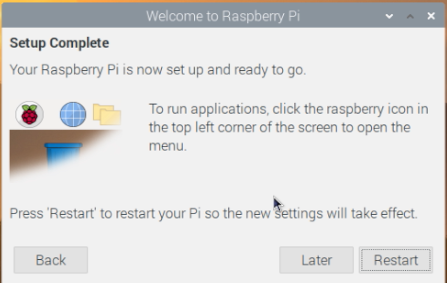 Welcome to Raspberry Pi
Setup Complete
Your Raspberry Pi is now set up and ready to go.
To run applications, click the raspberry icon in
the top left corner of the screen to open the
menu.
Press 'Restart' to restart your Pi so the new settings will take effect.
Back
Later
Restart